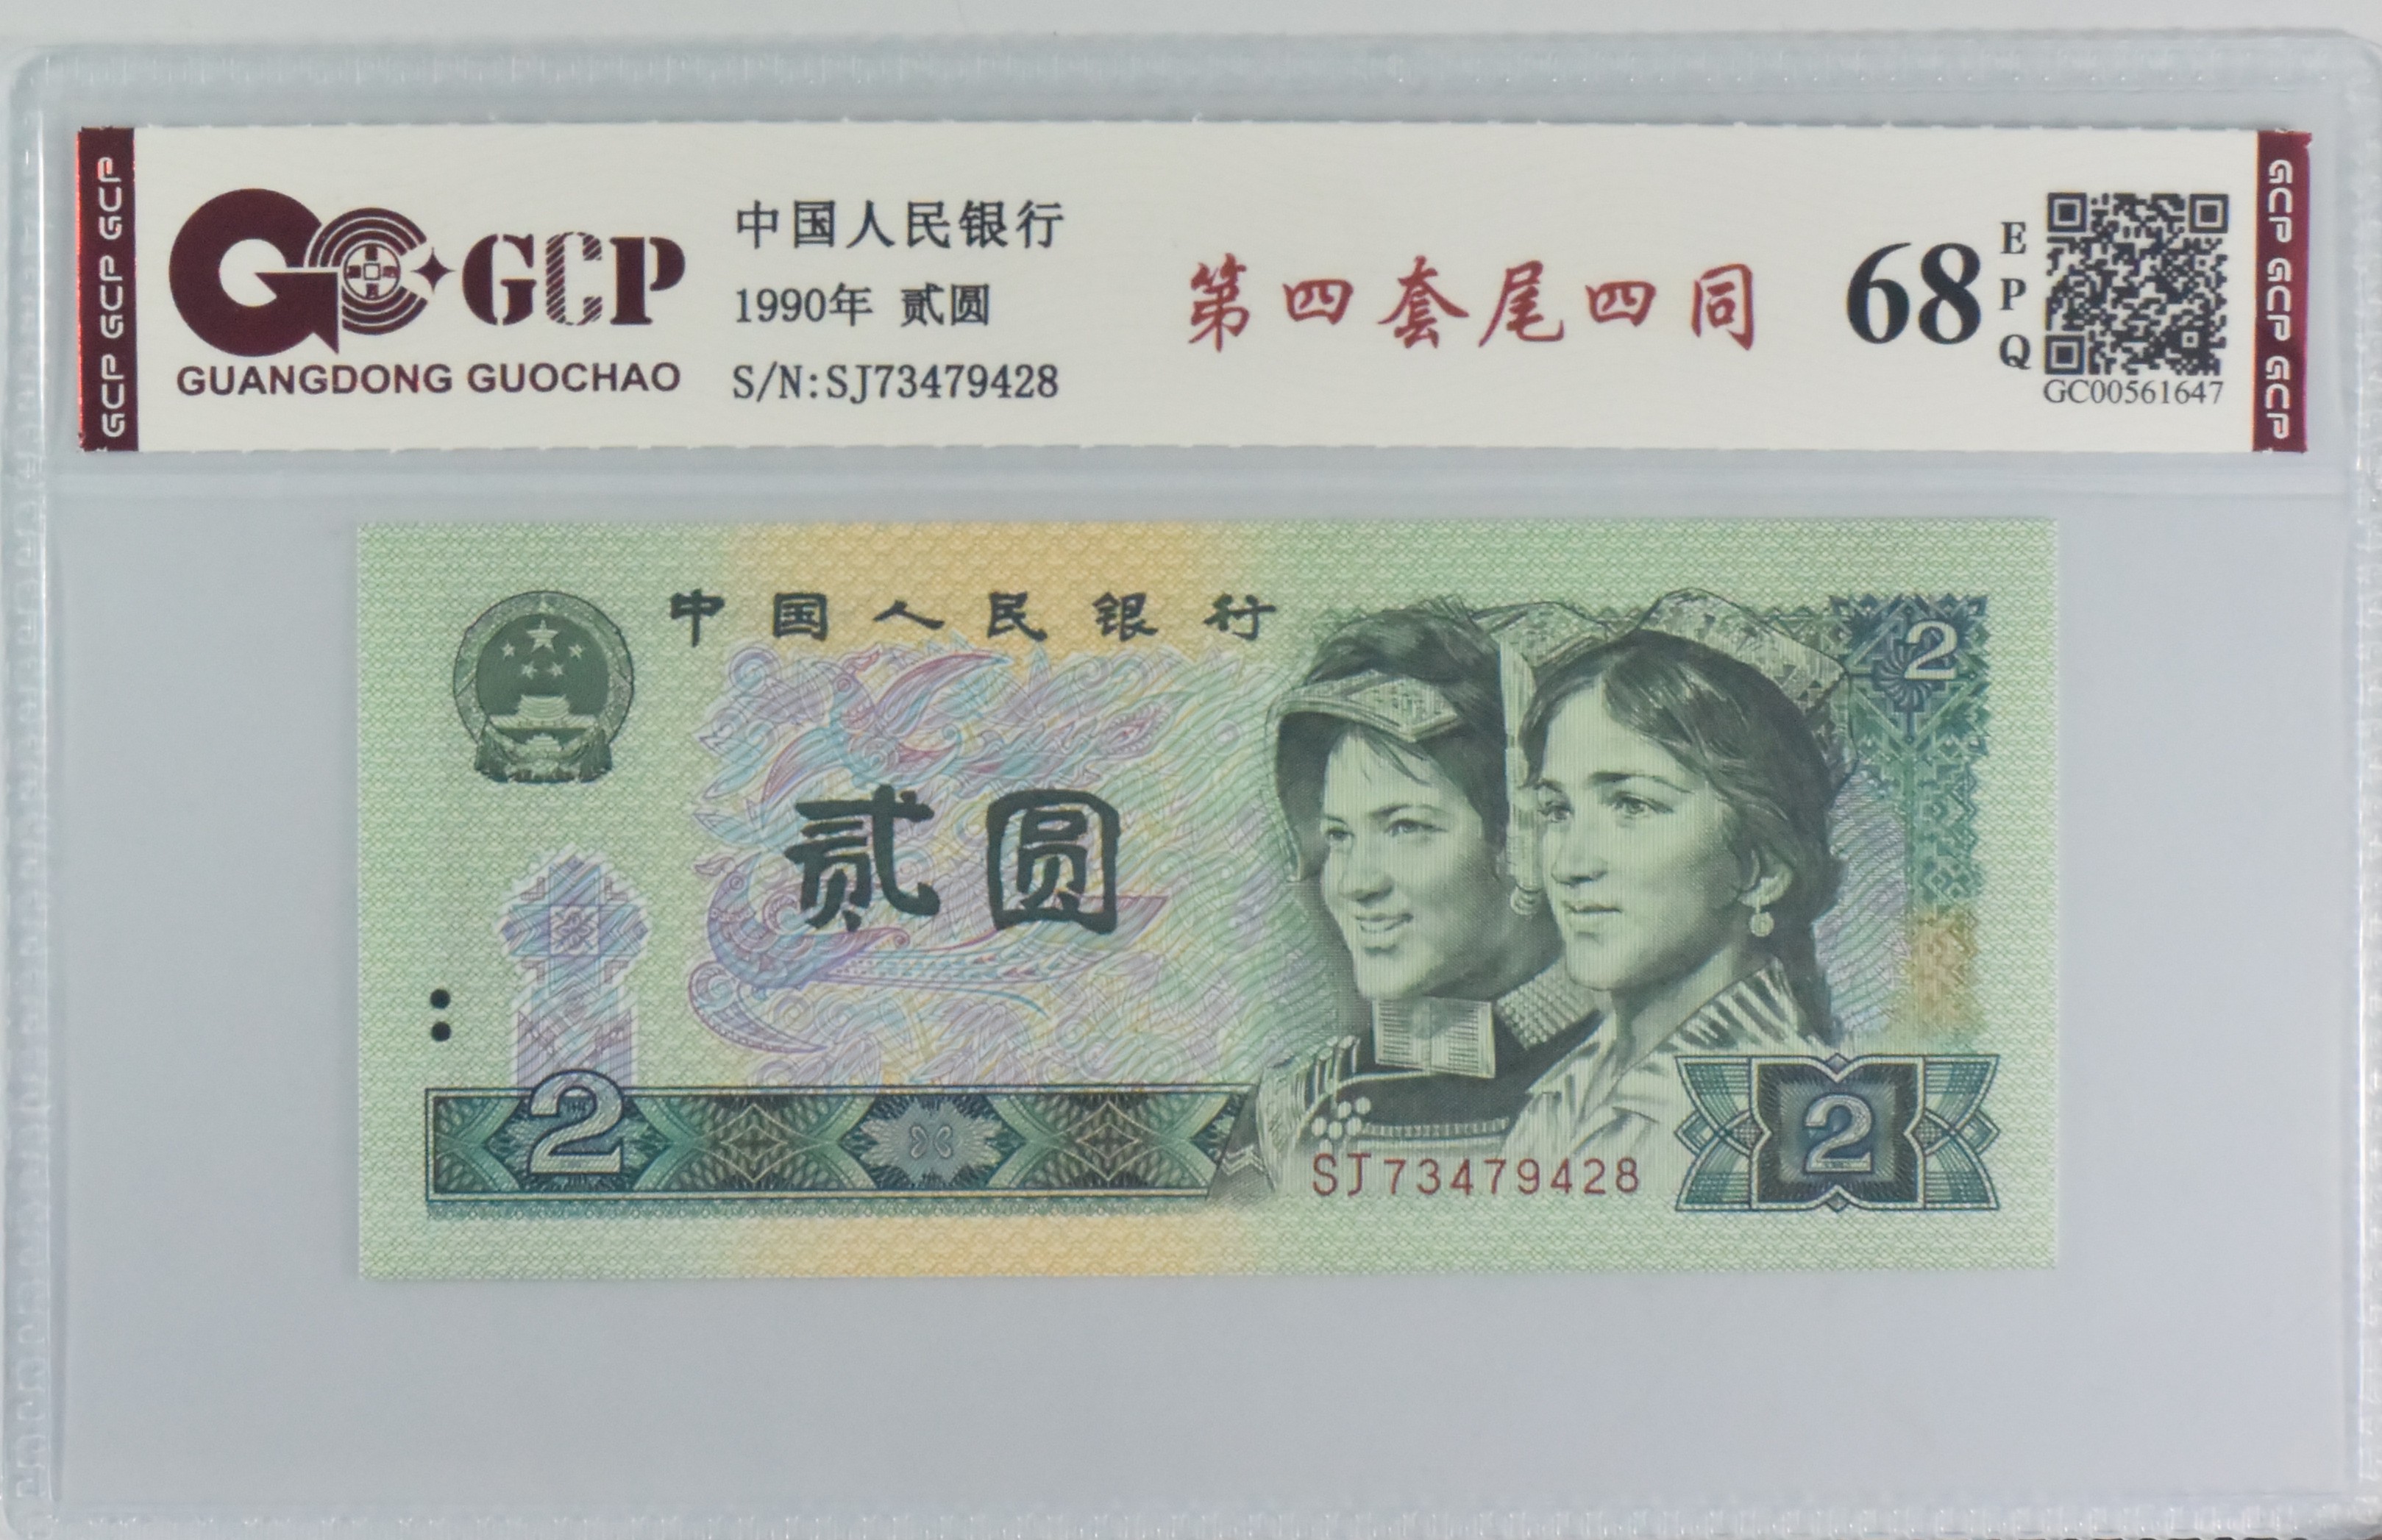 GCP GCP GCP
GCP
GUANGDONG GUOCHAO
中国人民银行
1990年 贰圆
S/N:SJ73479428
第四套尾四同
68
EPQ
GC00561647
GCP GCP GCP
中国人民银行
2
贰圆
2
SJ73479428
2